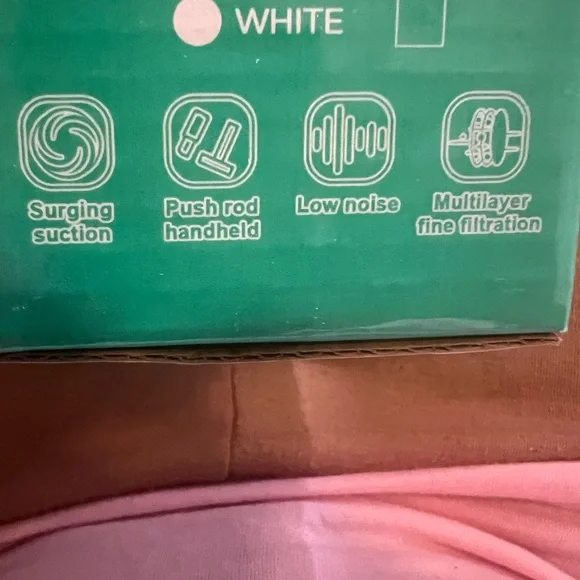 WHITE
Surging
suction
Push rod
handheld
Low noise
Multilayer
fine filtration